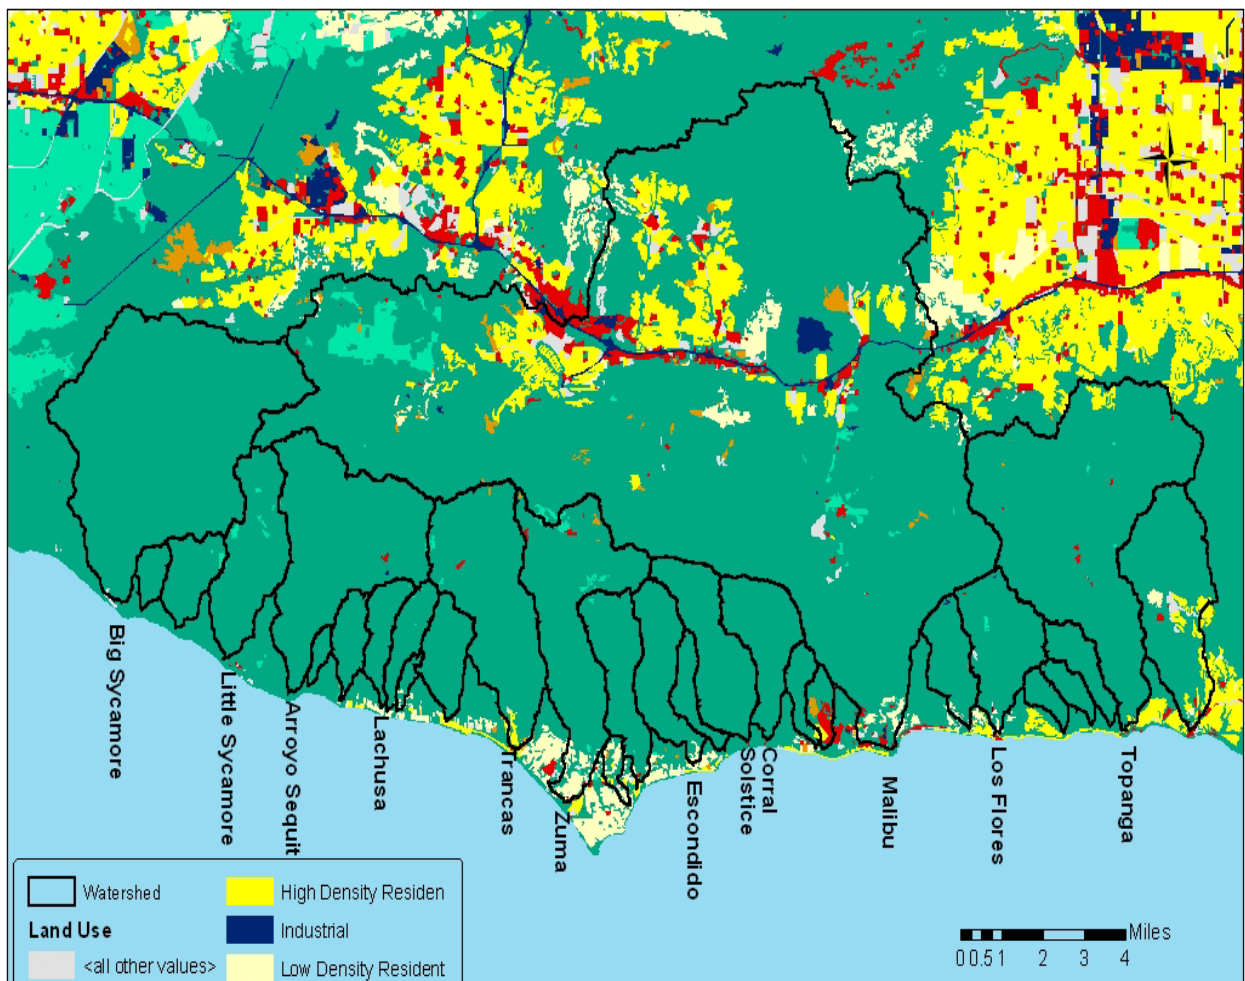 N
Big Sycamore
Little Sycamore
Arroyo Sequit
Lachusa
Trancas
Zuma
Escondido
Solstice
Corral
Malibu
Los Flores
Topanga
Watershed
Land Use
<all other values>
High Density Residen
Industrial
Low Density Resident
Miles
0 0.5 1 2 3 4